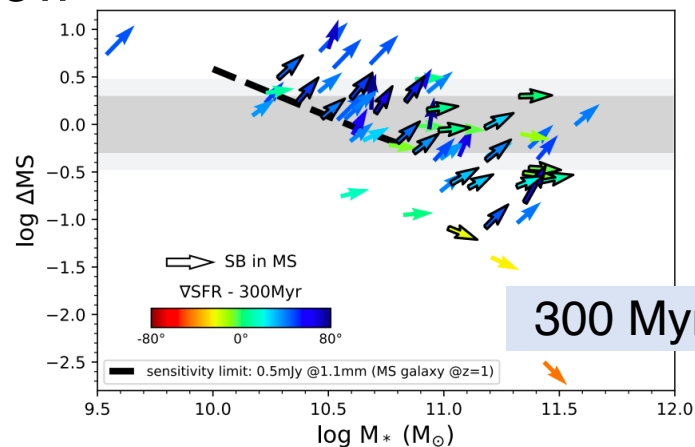 1.0
0.5
0.0
−0.5
−1.0
−1.5
−2.0
−2.5
log ΔMS
SB in MS
∇SFR - 300Myr
-80° 0° 80°
300 Myr
sensitivity limit: 0.5mJy @1.1mm (MS galaxy @z=1)
9.5 10.0 10.5 11.0 11.5 12.0
log M* (M⊙)